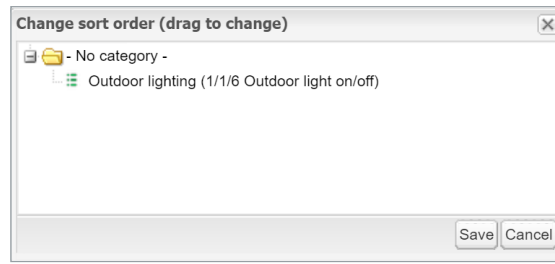 Change sort order (drag to change)
- No category -
Outdoor lighting (1/1/6 Outdoor light on/off)
Save Cancel